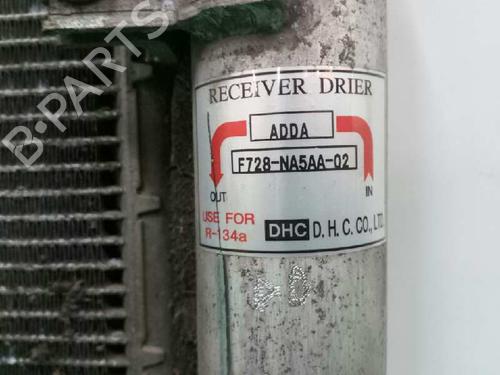 B-PARTS
RECEIVER DRIER
ADDA
F728-NA5AA-02
OUT
IN
USE FOR
R-134a
DHC D. H. C. CO., LTD